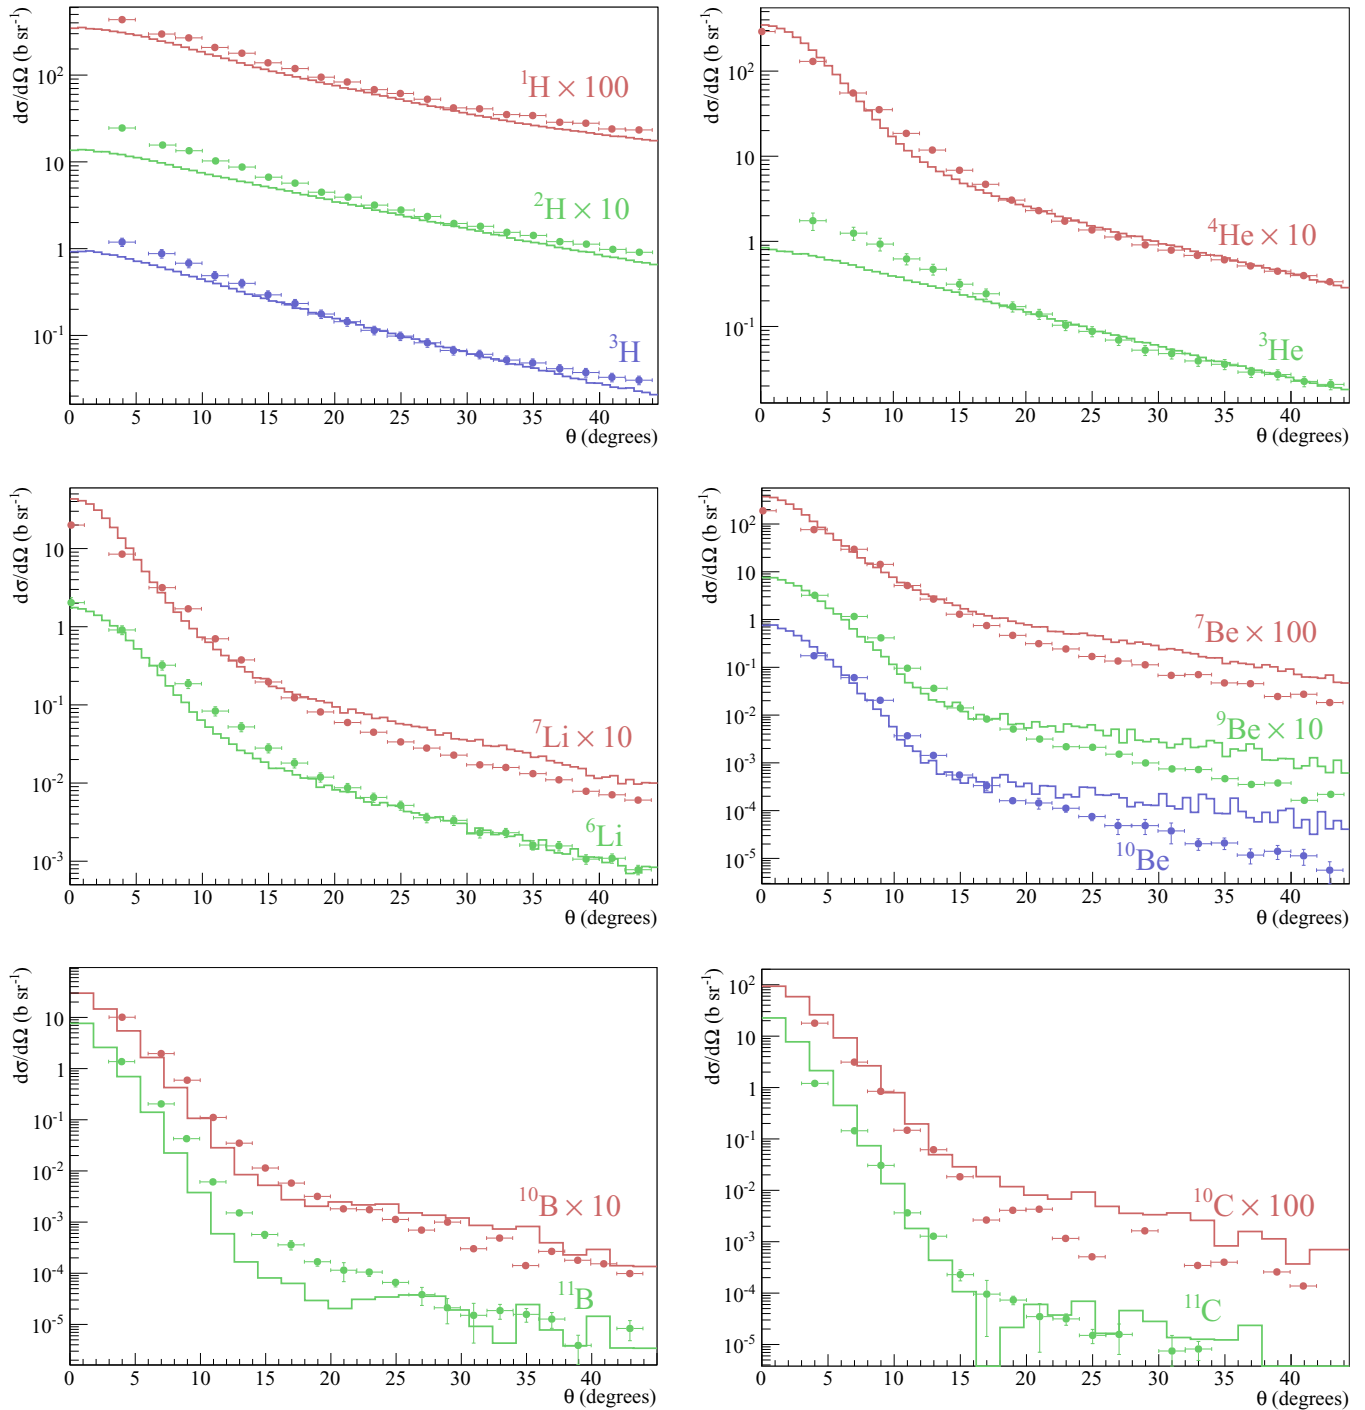 dσ/dΩ (b sr⁻¹)
10²
10
1
10⁻¹
¹H × 100
²H × 10
³H
0 5 10 15 20 25 30 35 40
θ (degrees)
dσ/dΩ (b sr⁻¹)
10²
10
1
10⁻¹
⁴He × 10
³He
0 5 10 15 20 25 30 35 40
θ (degrees)
dσ/dΩ (b sr⁻¹)
10
1
10⁻¹
10⁻²
10⁻³
⁷Li × 10
⁶Li
0 5 10 15 20 25 30 35 40
θ (degrees)
dσ/dΩ (b sr⁻¹)
10²
10
1
10⁻¹
10⁻²
10⁻³
10⁻⁴
10⁻⁵
⁷Be × 100
⁹Be × 10
¹⁰Be
0 5 10 15 20 25 30 35 40
θ (degrees)
dσ/dΩ (b sr⁻¹)
10
1
10⁻¹
10⁻²
10⁻³
10⁻⁴
10⁻⁵
¹⁰B × 10
¹¹B
0 5 10 15 20 25 30 35 40
θ (degrees)
dσ/dΩ (b sr⁻¹)
10²
10
1
10⁻¹
10⁻²
10⁻³
10⁻⁴
10⁻⁵
¹⁰C × 100
¹¹C
0 5 10 15 20 25 30 35 40
θ (degrees)